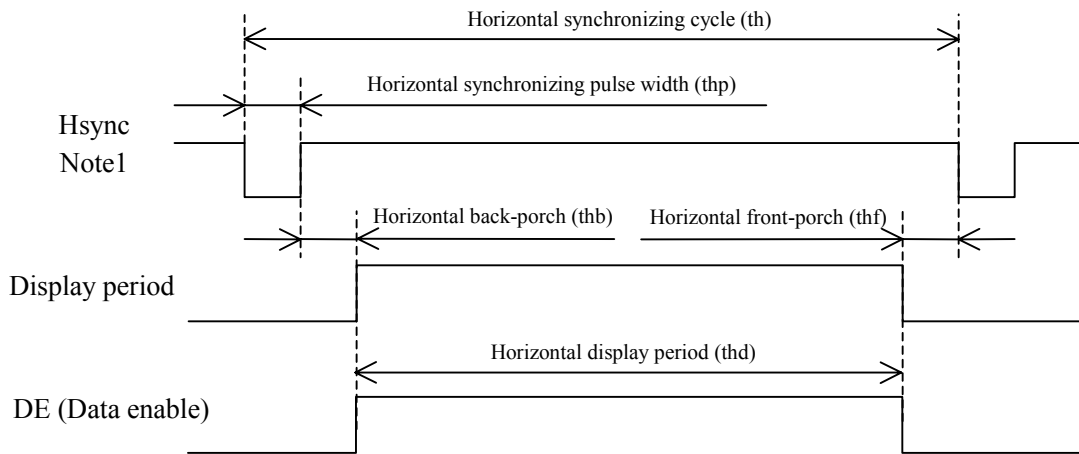 Horizontal synchronizing cycle (th)
Horizontal synchronizing pulse width (thp)
Hsync
Note1
Horizontal back-porch (thb)
Horizontal front-porch (thf)
Display period
Horizontal display period (thd)
DE (Data enable)